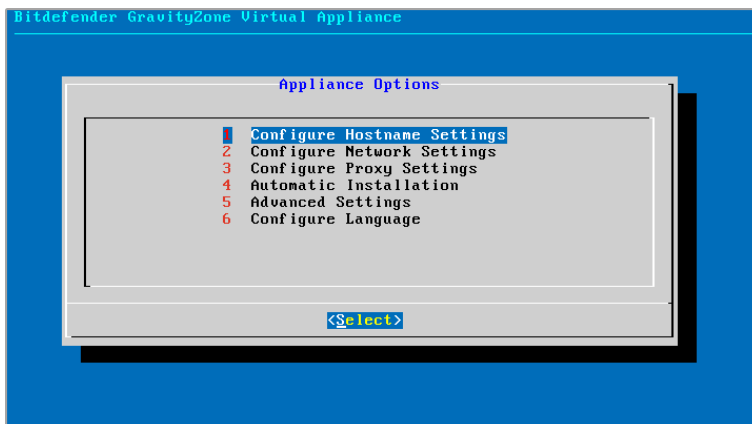 Bitdefender GravityZone Virtual Appliance
Appliance Options
1 Configure Hostname Settings
2 Configure Network Settings
3 Configure Proxy Settings
4 Automatic Installation
5 Advanced Settings
6 Configure Language
<Select>